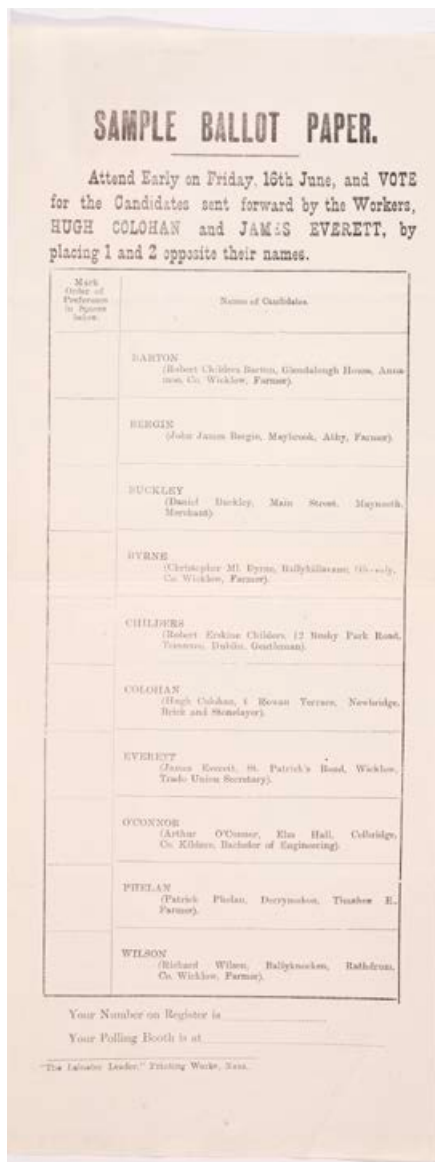 SAMPLE BALLOT PAPER.
Attend Early on Friday, 16th June, and VOTE
for the Candidates sent forward by the Workers,
HUGH COLOHAN and JAMES EVERETT, by
placing 1 and 2 opposite their names.
Mark
Order of
Preference
in Spaces
below.
Names of Candidates.
BARTON
(Robert Childers Barton, Glendalough House, Anna-
moe, Co. Wicklow, Farmer).
BERGIN
(John James Bergin, Maybrook, Athy, Farmer).
BUCKLEY
(Daniel Buckley, Main Street, Maynooth,
Merchant).
BYRNE
(Christopher Ml. Byrne,
Co. Wicklow, Farmer).
CHILDERS
(Robert Erskine Childers, 12 Bushy Park Road,
Terenure, Dublin, Gentleman).
COLOHAN
(Hugh Colohan, Rowan Terrace, Newbridge,
Brick and Stonelayer).
EVERETT
(James Everett, St. Patrick's Road, Wicklow,
Trade Union Secretary).
O'CONNOR
(Arthur O'Connor, Elm Hall, Celbridge,
Co. Kildare, Bachelor of Engineering).
PHELAN
(Patrick Phelan, Timahoe E.,
Farmer).
WILSON
(Richard Wilson, Ballyknocken, Rathdrum,
Co. Wicklow, Farmer).
Your Number on Register is
Your Polling Booth is at
"The Leinster Leader," Printing Works, Naas.